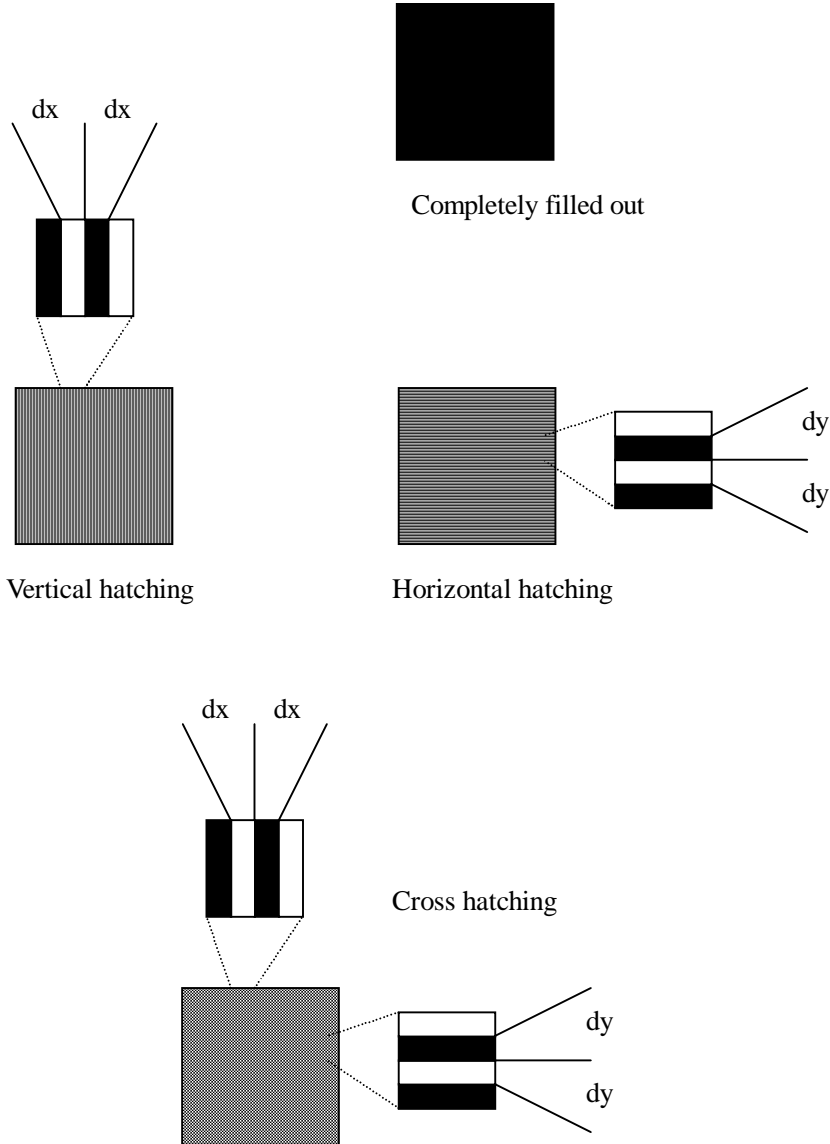 dx dx
Completely filled out
dy
dy
Vertical hatching
Horizontal hatching
dx dx
Cross hatching
dy
dy